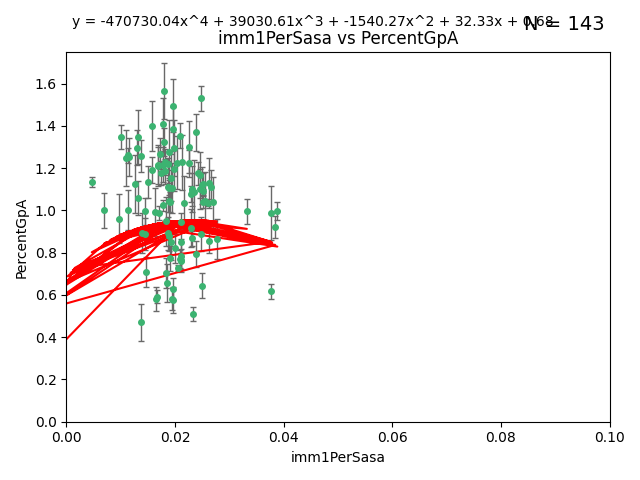 y = -470730.04x^4 + 39030.61x^3 + -1540.27x^2 + 32.33x + 0.68
N = 143
imm1PerSasa vs PercentGpA
PercentGpA
1.6
1.4
1.2
1.0
0.8
0.6
0.4
0.2
0.0
0.00 0.02 0.04 0.06 0.08 0.10
imm1PerSasa